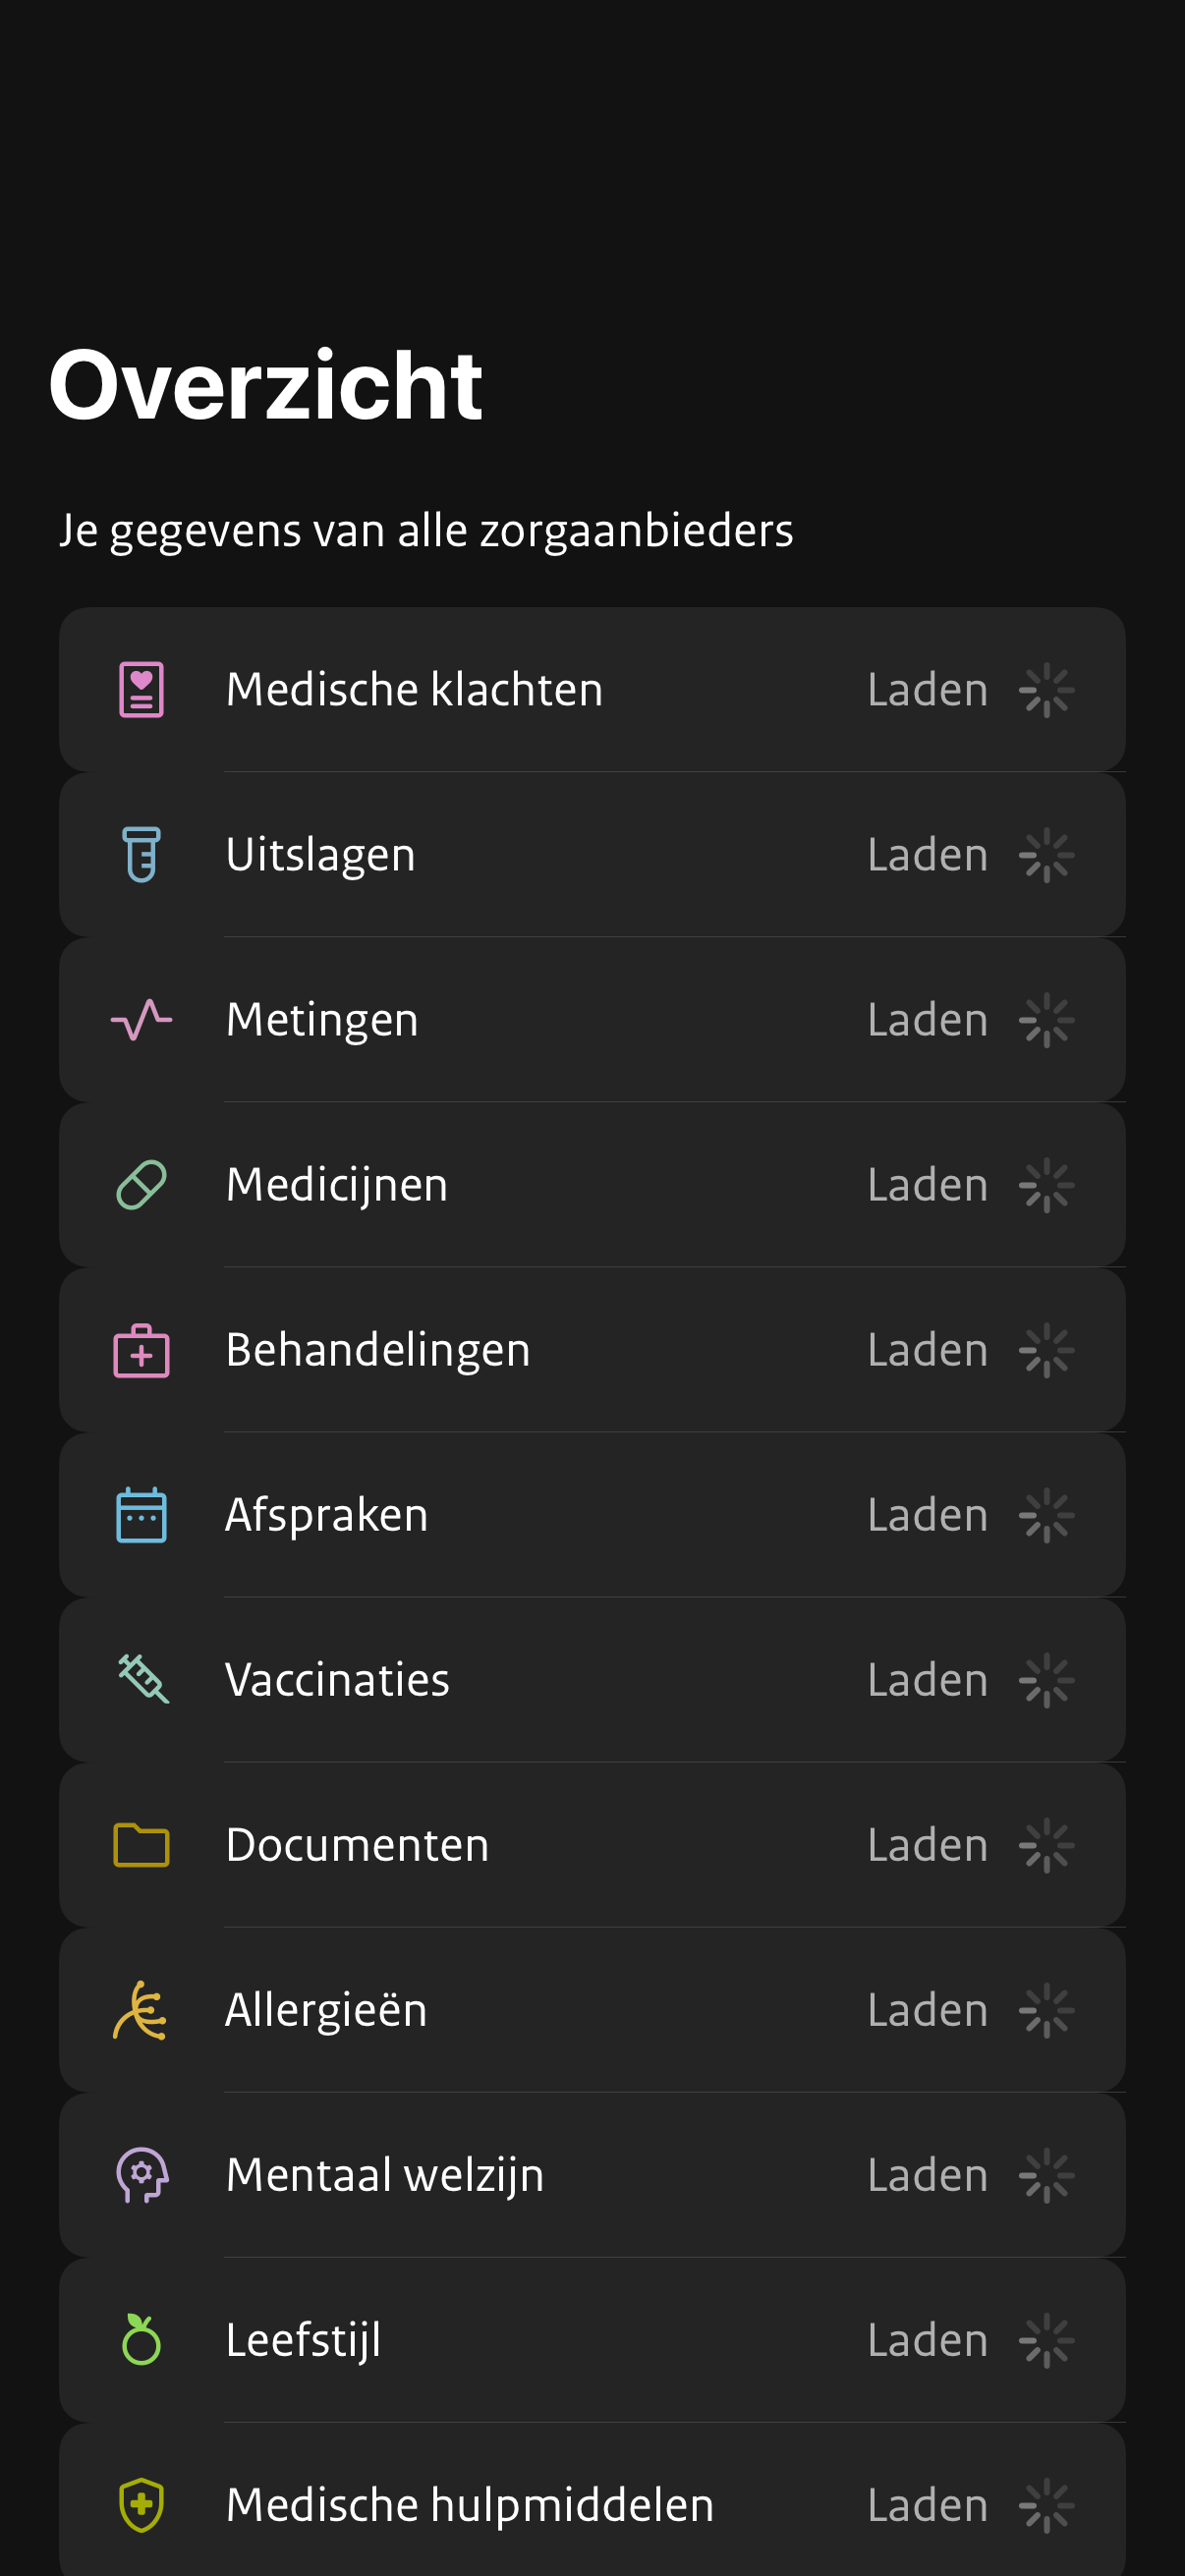 Overzicht
Je gegevens van alle zorgaanbieders
Medische klachten Laden
Uitslagen Laden
Metingen Laden
Medicijnen Laden
Behandelingen Laden
Afspraken Laden
Vaccinaties Laden
Documenten Laden
Allergieën Laden
Mentaal welzijn Laden
Leefstijl Laden
Medische hulpmiddelen Laden